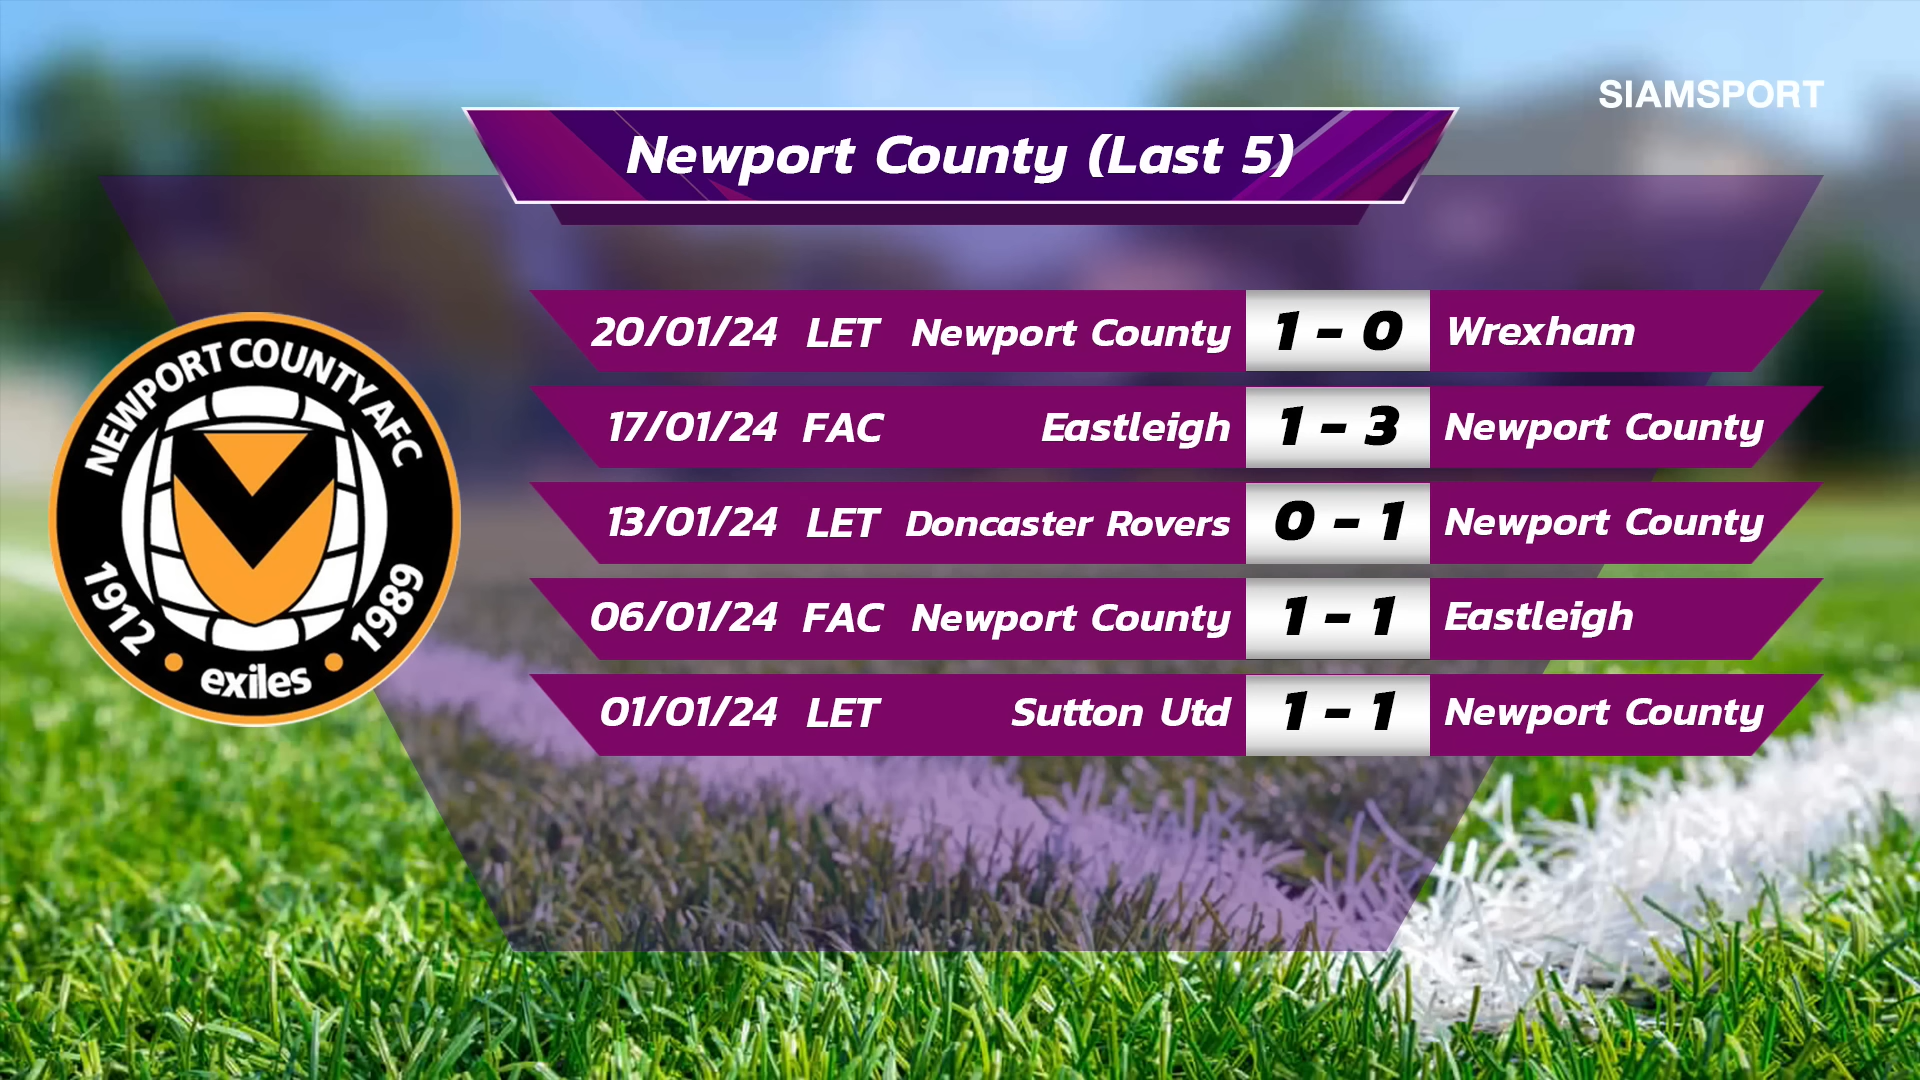 SIAMSPORT
Newport County (Last 5)
20/01/24 LET Newport County 1 - 0 Wrexham
17/01/24 FAC Eastleigh 1 - 3 Newport County
13/01/24 LET Doncaster Rovers 0 - 1 Newport County
06/01/24 FAC Newport County 1 - 1 Eastleigh
01/01/24 LET Sutton Utd 1 - 1 Newport County
NEWPORT COUNTY AFC
1912 exiles 1989